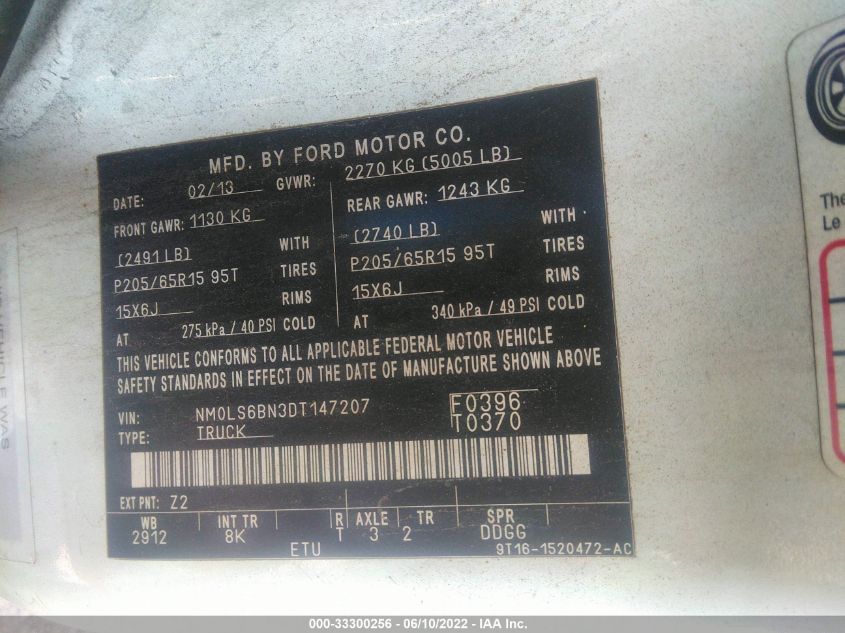 MFD. BY FORD MOTOR CO.
DATE: 02/13 GVWR: 2270 KG (5005 LB)
FRONT GAWR: 1130 KG REAR GAWR: 1243 KG
(2491 LB) WITH (2740 LB) WITH
P205/65R15 95T TIRES P205/65R15 95T TIRES
15X6J RIMS 15X6J RIMS
AT 275 kPa / 40 PSI COLD AT 340 kPa / 49 PSI COLD
THIS VEHICLE CONFORMS TO ALL APPLICABLE FEDERAL MOTOR VEHICLE
SAFETY STANDARDS IN EFFECT ON THE DATE OF MANUFACTURE SHOWN ABOVE
VIN: NM0LS6BN3DT147207 F0396
TYPE: TRUCK T0370
EXT PNT: Z2
WB INT TR R AXLE TR SPR
2912 8K T 3 2 DDGG
ETU 9T16-1520472-AC
The
Le
VEHICLE WAS
000-33300256 - 06/10/2022 - IAA Inc.